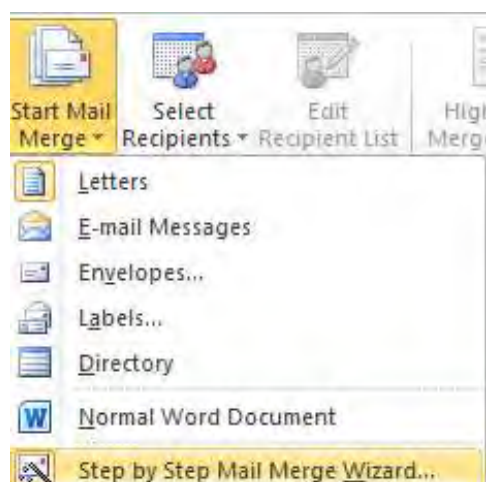 Start Mail Select Edit
Merge Recipients Recipient List
Letters
E-mail Messages
Envelopes...
Labels...
Directory
Normal Word Document
Step by Step Mail Merge Wizard...